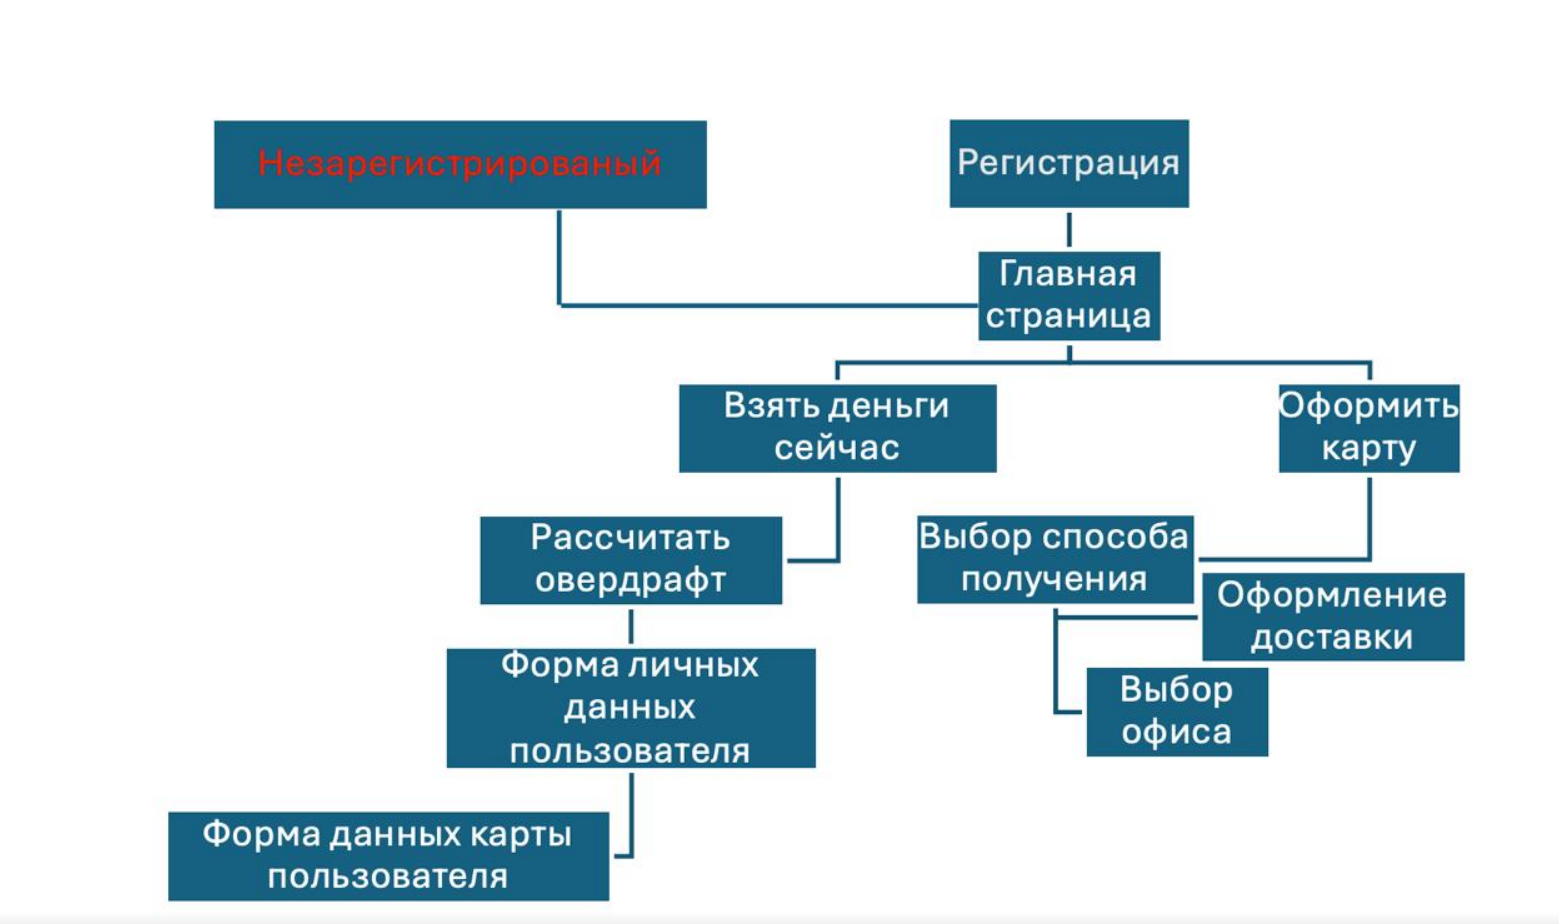 Незарегистрированый
Регистрация
Главная
страница
Взять деньги
сейчас
Оформить
карту
Рассчитать
овердрафт
Выбор способа
получения
Оформление
доставки
Форма личных
данных
пользователя
Выбор
офиса
Форма данных карты
пользователя